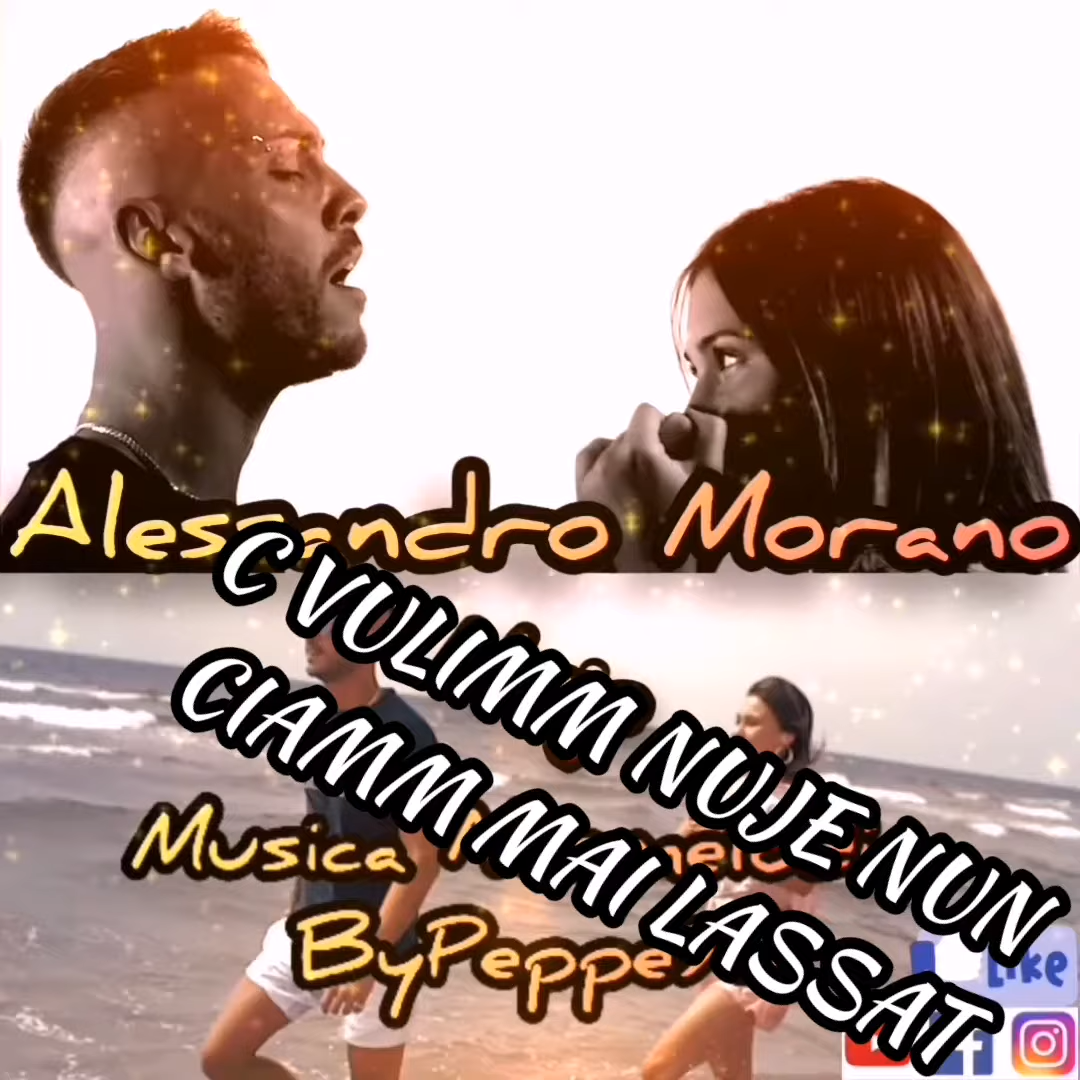 Alessandro Morano
C VULIMM NUJE NUN
CIAMM MAI LASSAT
Musica
ByPeppe
Like